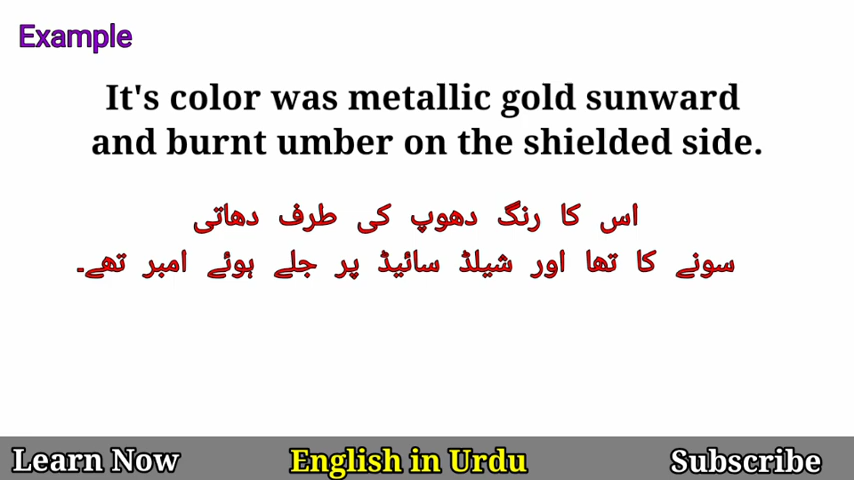 Example
It's color was metallic gold sunward
and burnt umber on the shielded side.
اس کا رنگ دھوپ کی طرف دھاتی
سونے کا تھا اور شیلڈ سائیڈ پر جلے ہوئے امبر تھے۔
Learn Now
English in Urdu
Subscribe